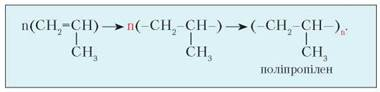 n(CH₂=CH) → n(–CH₂–CH–) → (–CH₂–CH–)ₙ.
CH₃ CH₃ CH₃
поліпропілен